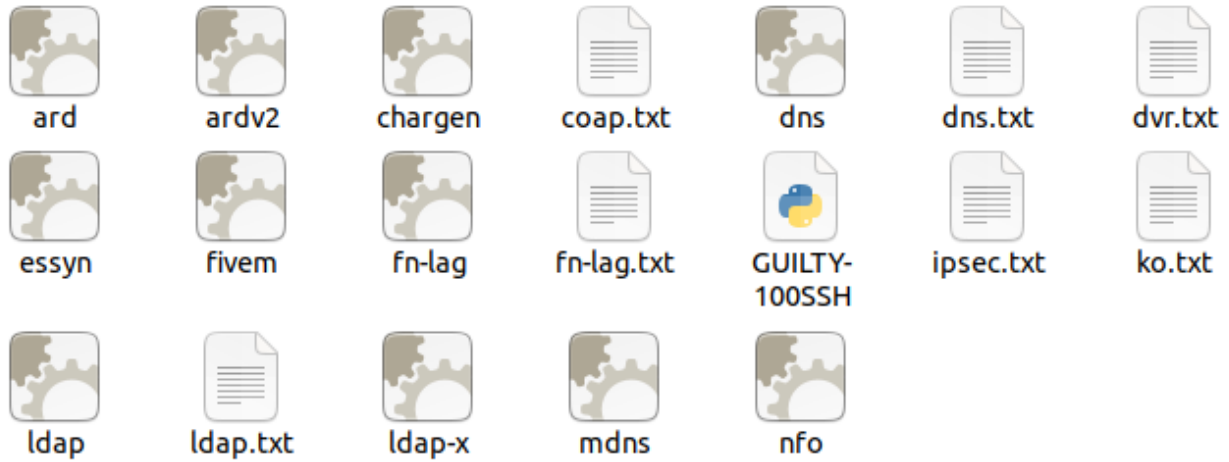 ard ardv2 chargen coap.txt dns dns.txt dvr.txt
essyn fivem fn-lag fn-lag.txt GUILTY- ipsec.txt ko.txt
100SSH
ldap ldap.txt ldap-x mdns nfo